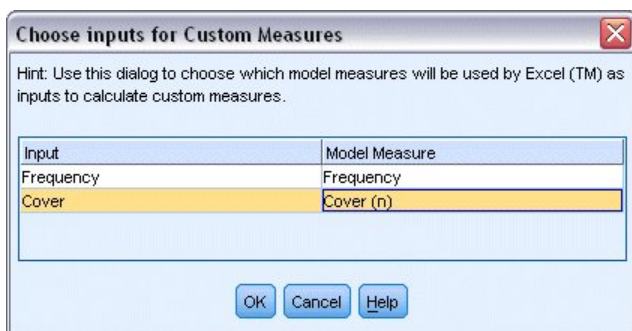 Choose inputs for Custom Measures
Hint: Use this dialog to choose which model measures will be used by Excel (TM) as
inputs to calculate custom measures.
Input Model Measure
Frequency Frequency
Cover Cover (n)
OK Cancel Help